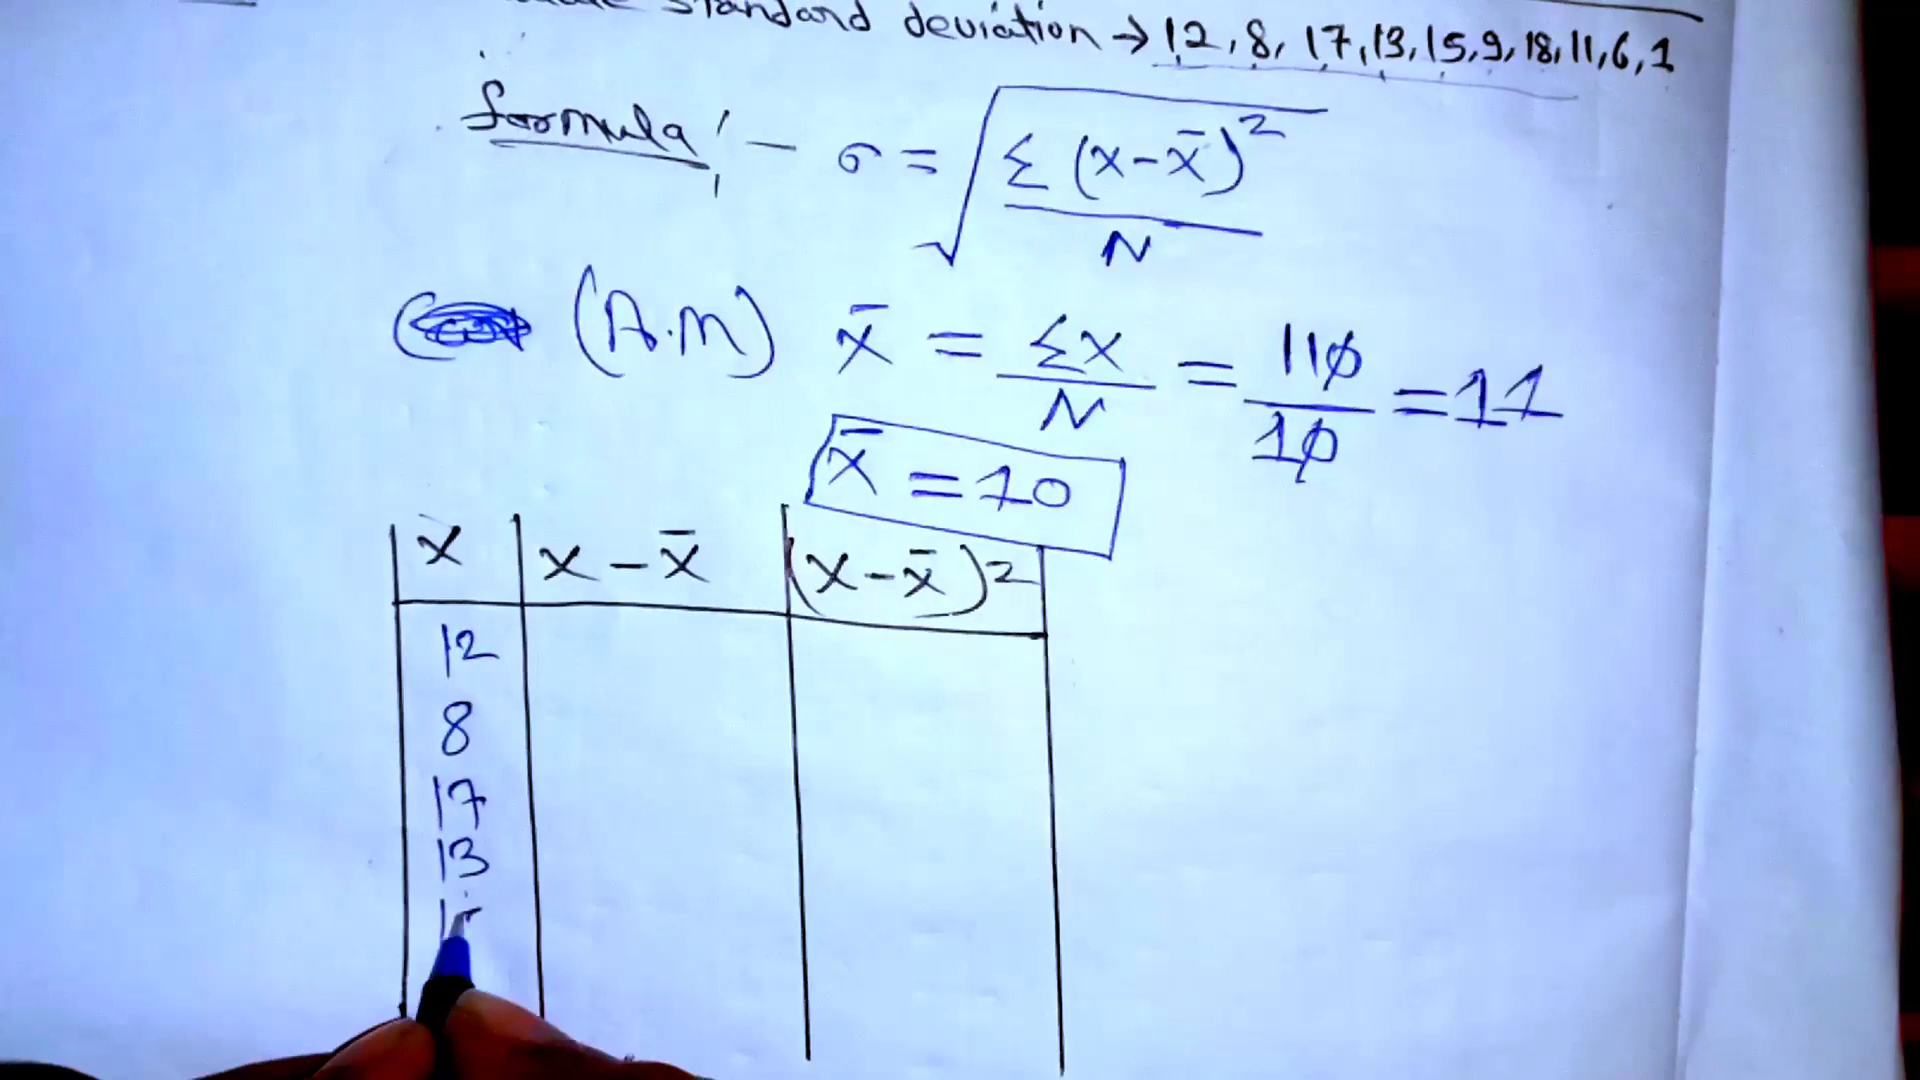 standard deviation → 12, 8, 17, 13, 15, 9, 18, 11, 6, 1
formula :- σ = √ Σ (x-x̄)² / N
(A.M) x̄ = Σx / N = 110 / 10 = 11
x̄ = 10
x | x - x̄ | (x-x̄)²
12
8
17
13